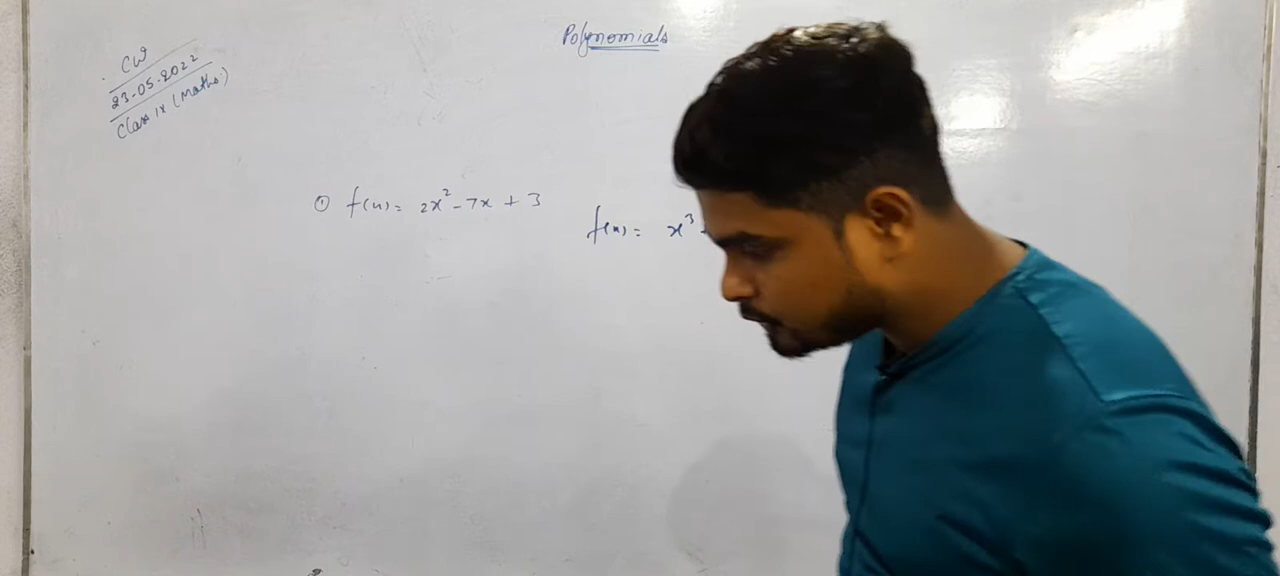 CW
23-05-2022
Class IX (Maths)
Polynomials
① f(x) = 2x² - 7x + 3
f(x) = x³